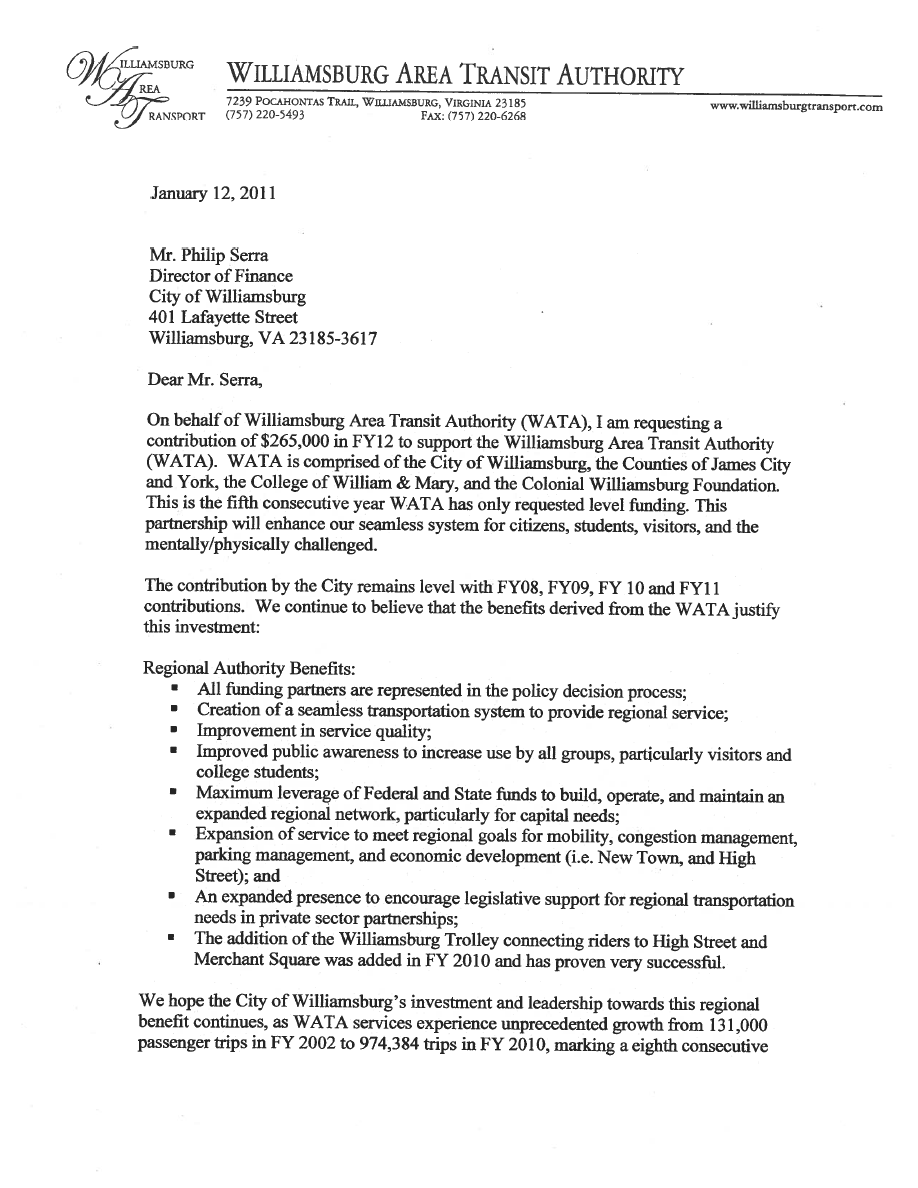 WILLIAMSBURG
AREA
TRANSPORT
WILLIAMSBURG AREA TRANSIT AUTHORITY
7239 POCAHONTAS TRAIL, WILLIAMSBURG, VIRGINIA 23185
(757) 220-5493 FAX: (757) 220-6268
www.williamsburgtransport.com
January 12, 2011
Mr. Philip Serra
Director of Finance
City of Williamsburg
401 Lafayette Street
Williamsburg, VA 23185-3617
Dear Mr. Serra,
On behalf of Williamsburg Area Transit Authority (WATA), I am requesting a
contribution of $265,000 in FY12 to support the Williamsburg Area Transit Authority
(WATA). WATA is comprised of the City of Williamsburg, the Counties of James City
and York, the College of William & Mary, and the Colonial Williamsburg Foundation.
This is the fifth consecutive year WATA has only requested level funding. This
partnership will enhance our seamless system for citizens, students, visitors, and the
mentally/physically challenged.
The contribution by the City remains level with FY08, FY09, FY 10 and FY11
contributions. We continue to believe that the benefits derived from the WATA justify
this investment:
Regional Authority Benefits:
▪ All funding partners are represented in the policy decision process;
▪ Creation of a seamless transportation system to provide regional service;
▪ Improvement in service quality;
▪ Improved public awareness to increase use by all groups, particularly visitors and
college students;
▪ Maximum leverage of Federal and State funds to build, operate, and maintain an
expanded regional network, particularly for capital needs;
▪ Expansion of service to meet regional goals for mobility, congestion management,
parking management, and economic development (i.e. New Town, and High
Street); and
▪ An expanded presence to encourage legislative support for regional transportation
needs in private sector partnerships;
▪ The addition of the Williamsburg Trolley connecting riders to High Street and
Merchant Square was added in FY 2010 and has proven very successful.
We hope the City of Williamsburg's investment and leadership towards this regional
benefit continues, as WATA services experience unprecedented growth from 131,000
passenger trips in FY 2002 to 974,384 trips in FY 2010, marking a eighth consecutive